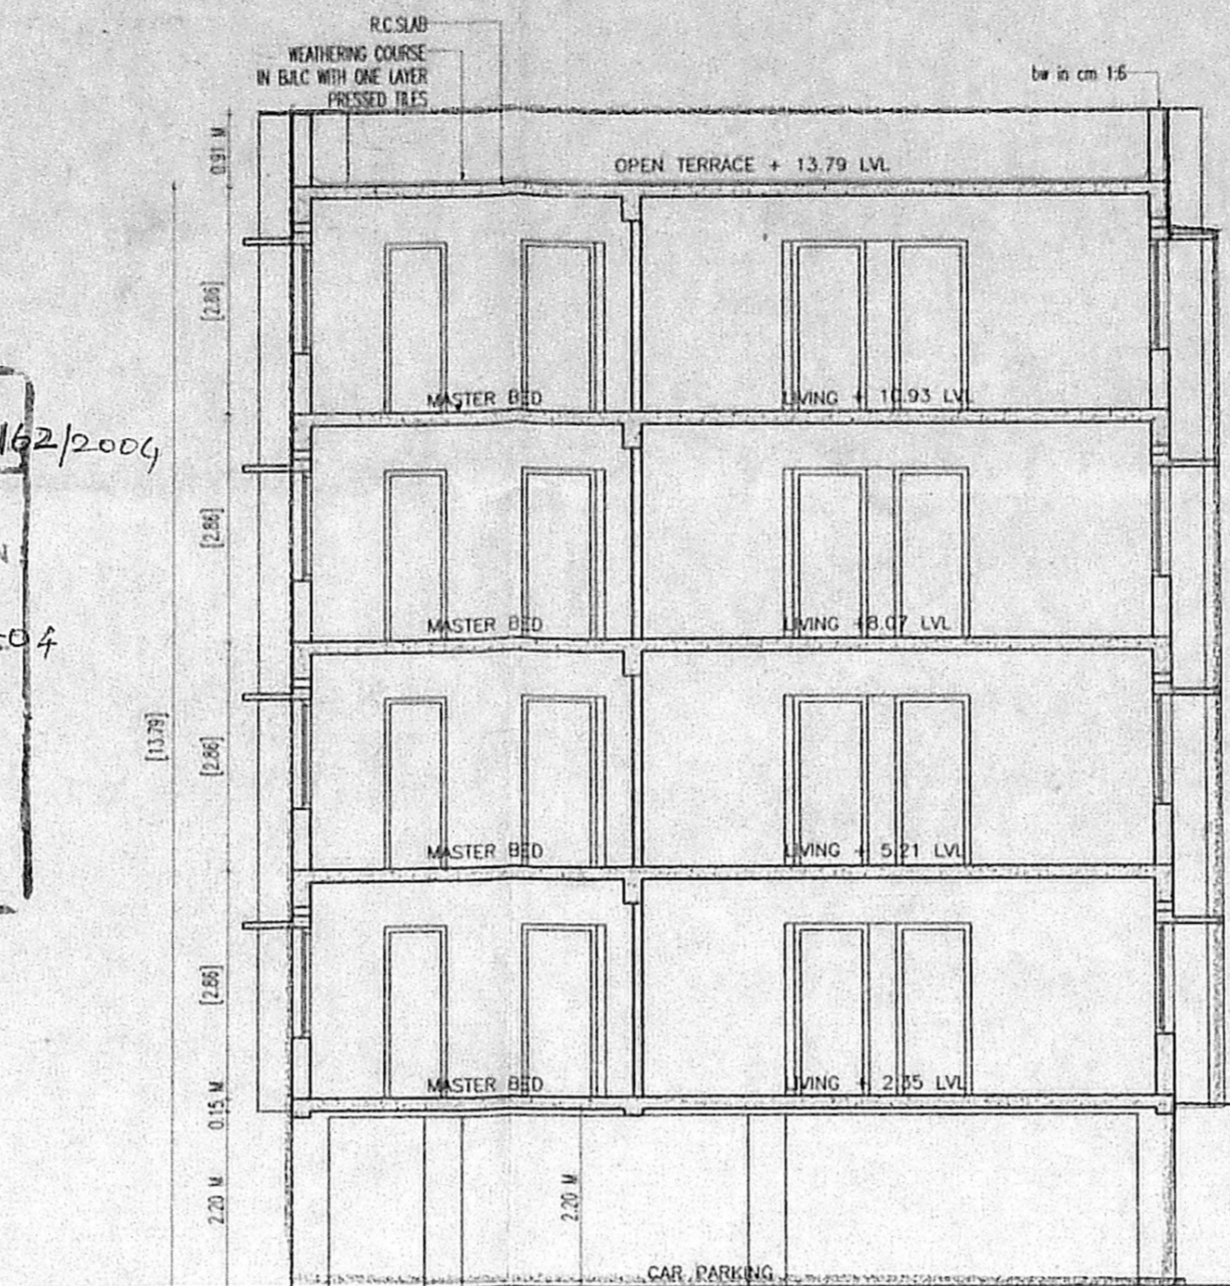 R.C.SLAB
WEATHERING COURSE
IN BJLC WITH ONE LAYER
PRESSED TILES
bw in cm 1:6
0.91 M
OPEN TERRACE + 13.79 LVL
[2.86]
MASTER BED
LIVING + 10.93 LVL
162/2004
[2.86]
MASTER BED
LIVING +8.07 LVL
04
[13.79]
[2.86]
MASTER BED
LIVING + 5.21 LVL
[2.86]
MASTER BED
LIVING + 2.35 LVL
0.15 M
2.20 M
2.20 M
CAR PARKING